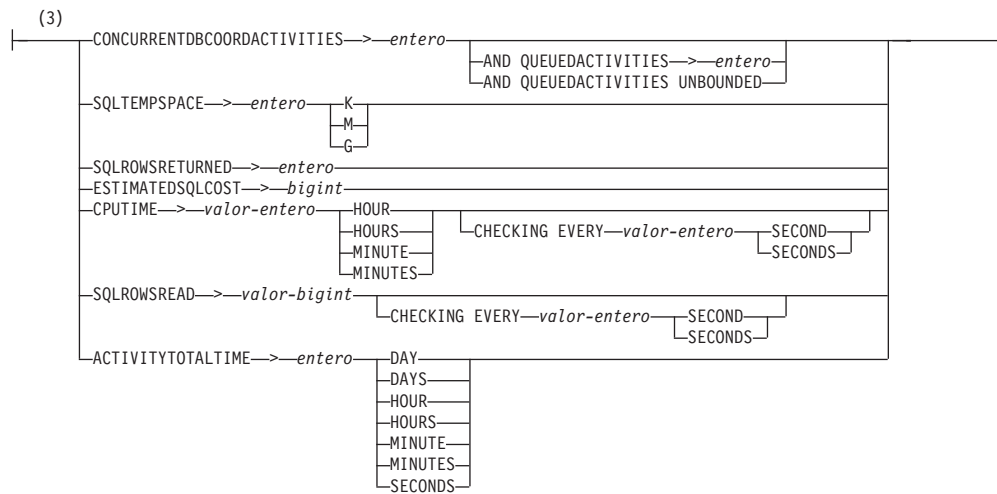 (3)
CONCURRENTDBCOORDACTIVITIES > entero
AND QUEUEDACTIVITIES > entero
AND QUEUEDACTIVITIES UNBOUNDED
SQLTEMPSPACE > entero K
M
G
SQLROWSRETURNED > entero
ESTIMATEDSQLCOST > bigint
CPUTIME > valor-entero HOUR
HOURS CHECKING EVERY valor-entero SECOND
MINUTE SECONDS
MINUTES
SQLROWSREAD > valor-bigint
CHECKING EVERY valor-entero SECOND
SECONDS
ACTIVITYTOTALTIME > entero DAY
DAYS
HOUR
HOURS
MINUTE
MINUTES
SECONDS